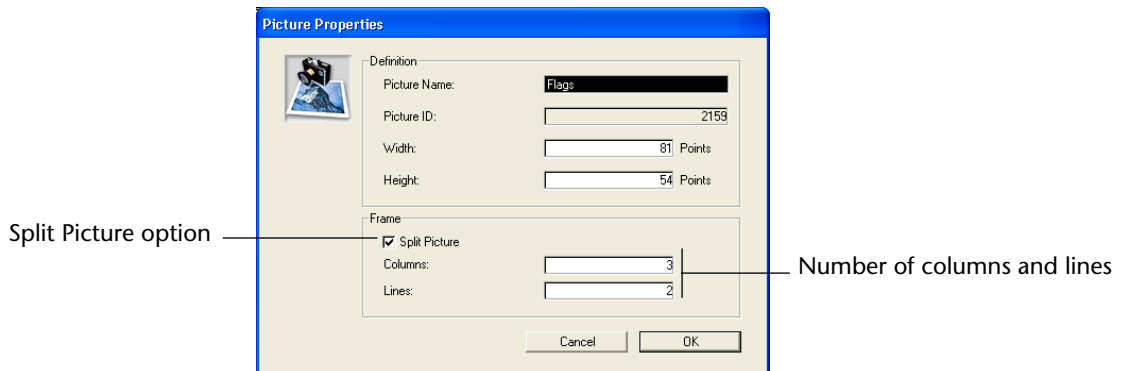 Picture Properties
Definition
Picture Name: Flags
Picture ID: 2159
Width: 81 Points
Height: 54 Points
Frame
Split Picture option
Split Picture
Columns: 3
Number of columns and lines
Lines: 2
Cancel OK